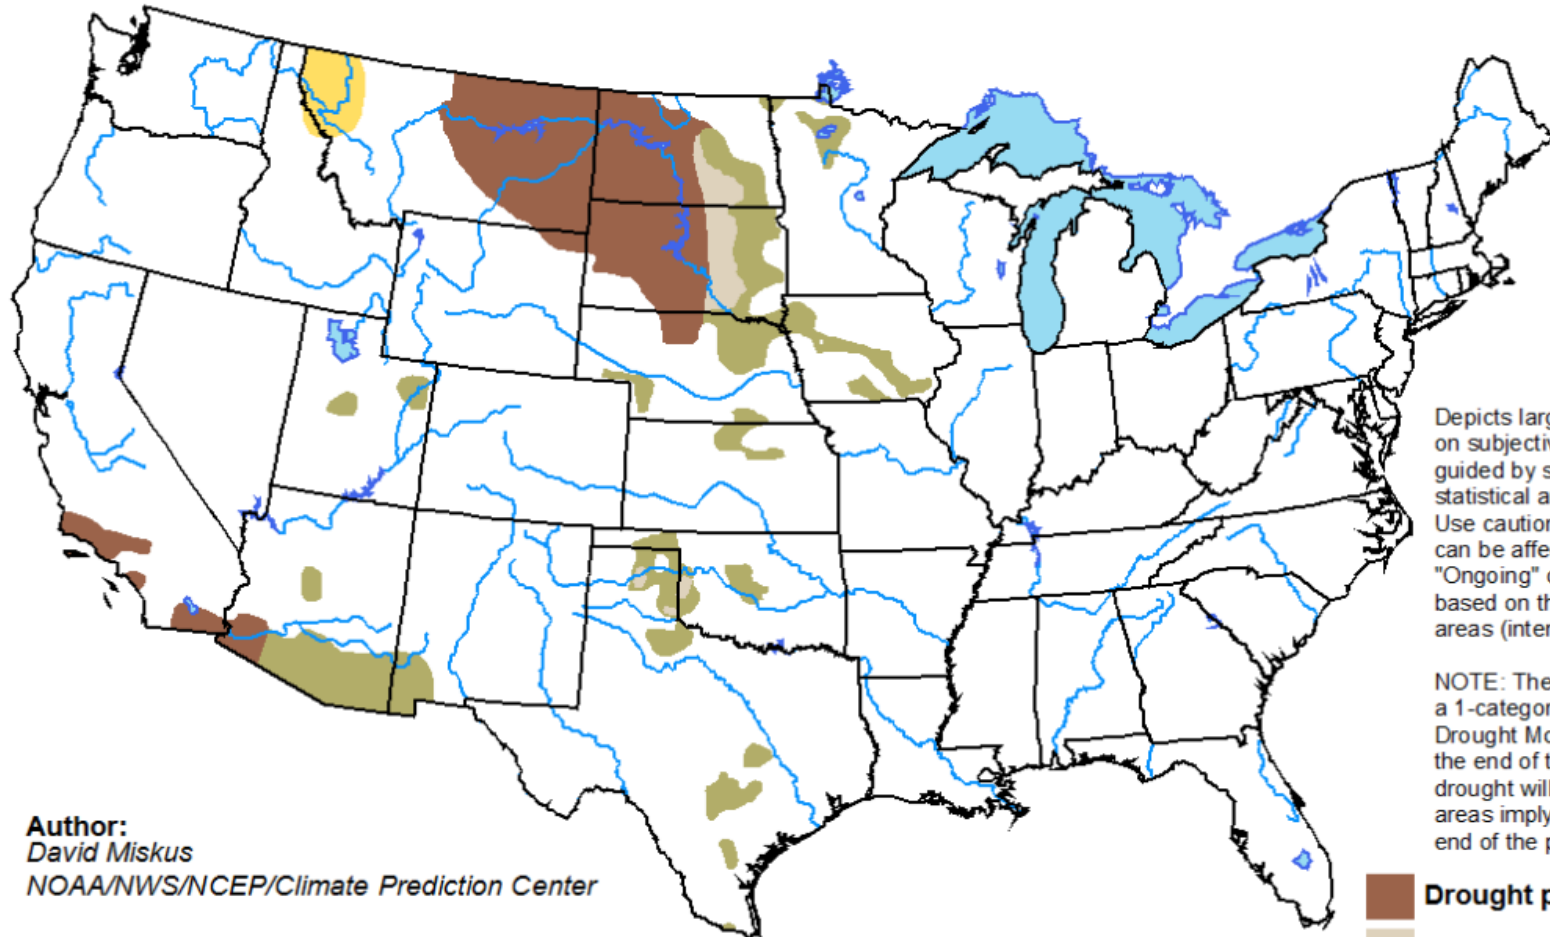 Depicts larg
on subjectiv
guided by s
statistical a
Use caution
can be affe
"Ongoing"
based on th
areas (inter
NOTE: The
a 1-categor
Drought Mo
the end of t
drought will
areas imply
end of the p
Author:
David Miskus
NOAA/NWS/NCEP/Climate Prediction Center
Drought p